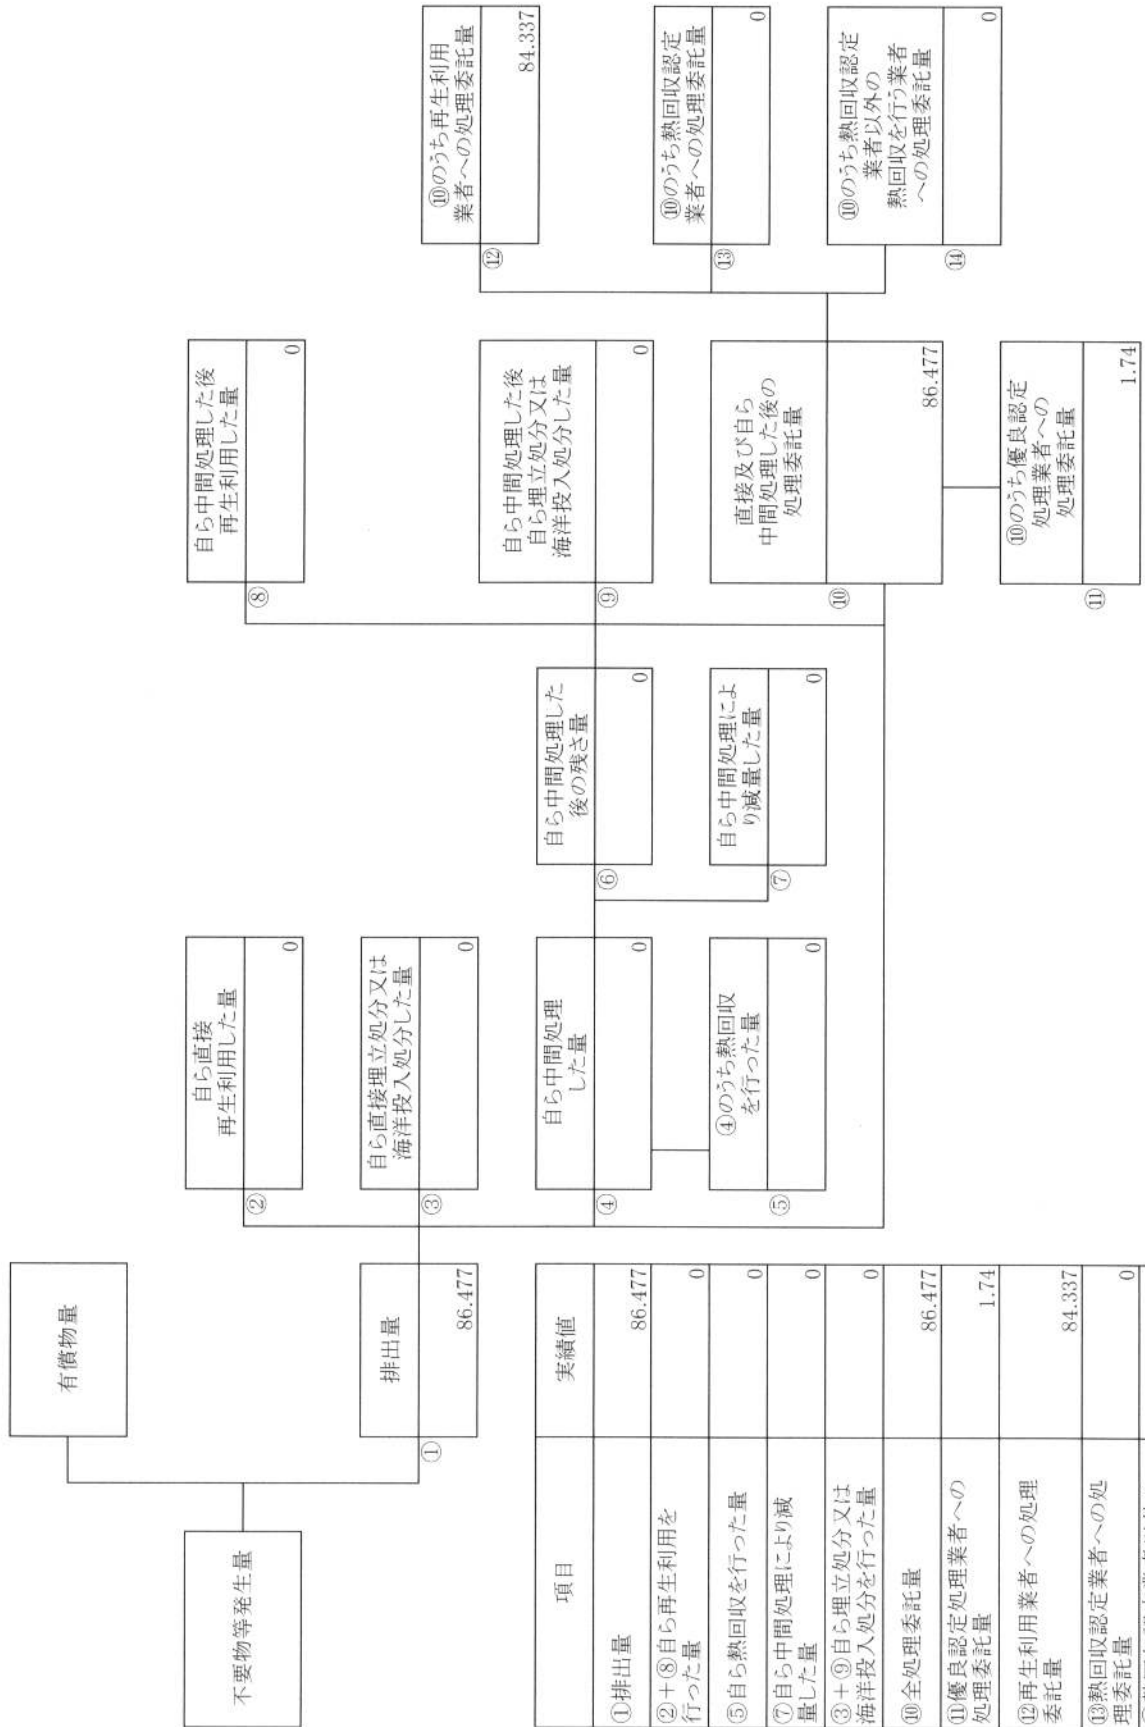 不要物等発生量
有償物量
①
排出量
86.477
②
自ら直接
再生利用した量
0
③
自ら直接埋立処分又は
海洋投入処分した量
0
④
自ら中間処理
した量
0
⑤
④のうち熱回収
を行った量
0
⑥
自ら中間処理した
後の残さ量
0
⑦
自ら中間処理によ
り減量した量
0
⑧
自ら中間処理した後
再生利用した量
0
⑨
自ら中間処理した後
自ら埋立処分又は
海洋投入処分した量
0
⑩
直接及び自ら
中間処理した後の
処理委託量
86.477
⑪
⑩のうち優良認定
処理業者への
処理委託量
1.74
⑫
⑩のうち再生利用
業者への処理委託量
84.337
⑬
⑩のうち熱回収認定
業者への処理委託量
0
⑭
⑩のうち熱回収認定
業者以外の
熱回収を行う業者
への処理委託量
0
項目 実績値
①排出量 86.477
②+⑧自ら再生利用を
行った量 0
⑤自ら熱回収を行った量 0
⑦自ら中間処理により減
量した量 0
③+⑨自ら埋立処分又は
海洋投入処分を行った量 0
⑩全処理委託量 86.477
⑪優良認定処理業者への
処理委託量 1.74
⑫再生利用業者への処理
委託量 84.337
⑬熱回収認定業者への処
理委託量 0